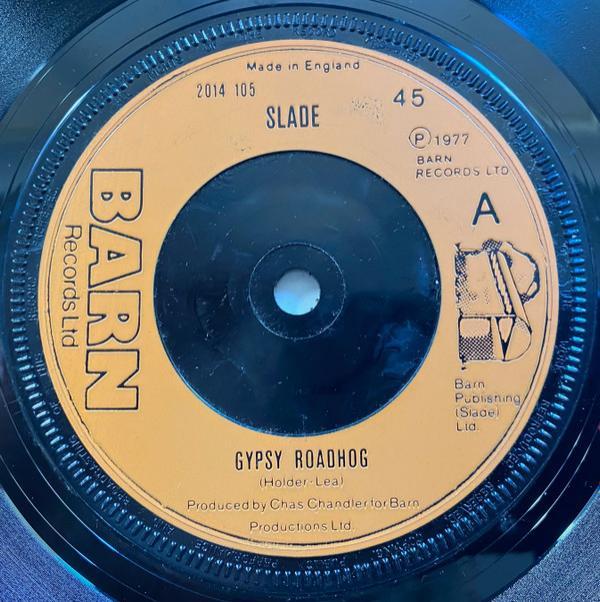 Made in England
2014 105
45
SLADE
Ⓟ1977
BARN
RECORDS LTD
A
BARN
Records Ltd
Barn
Publishing
(Slade)
Ltd.
GYPSY ROADHOG
(Holder-Lea)
Produced by Chas Chandler for Barn
Productions Ltd.